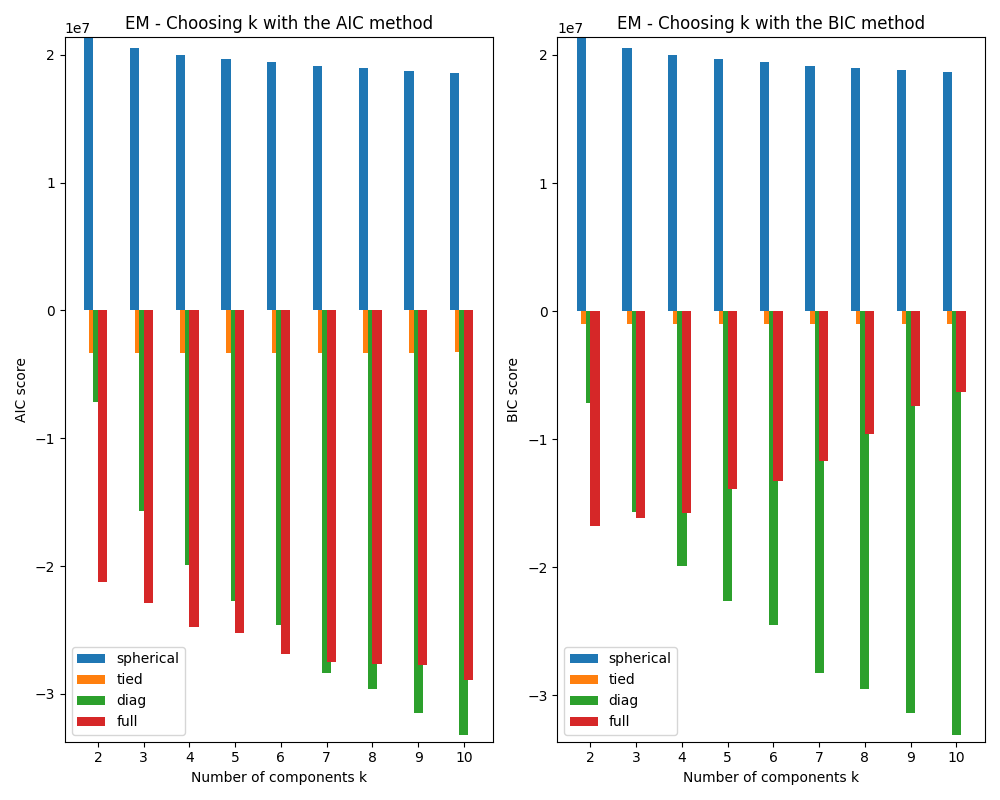 EM - Choosing k with the AIC method
1e7
2
1
0
−1
−2
−3
AIC score
spherical
tied
diag
full
2 3 4 5 6 7 8 9 10
Number of components k
EM - Choosing k with the BIC method
1e7
2
1
0
−1
−2
−3
BIC score
spherical
tied
diag
full
2 3 4 5 6 7 8 9 10
Number of components k